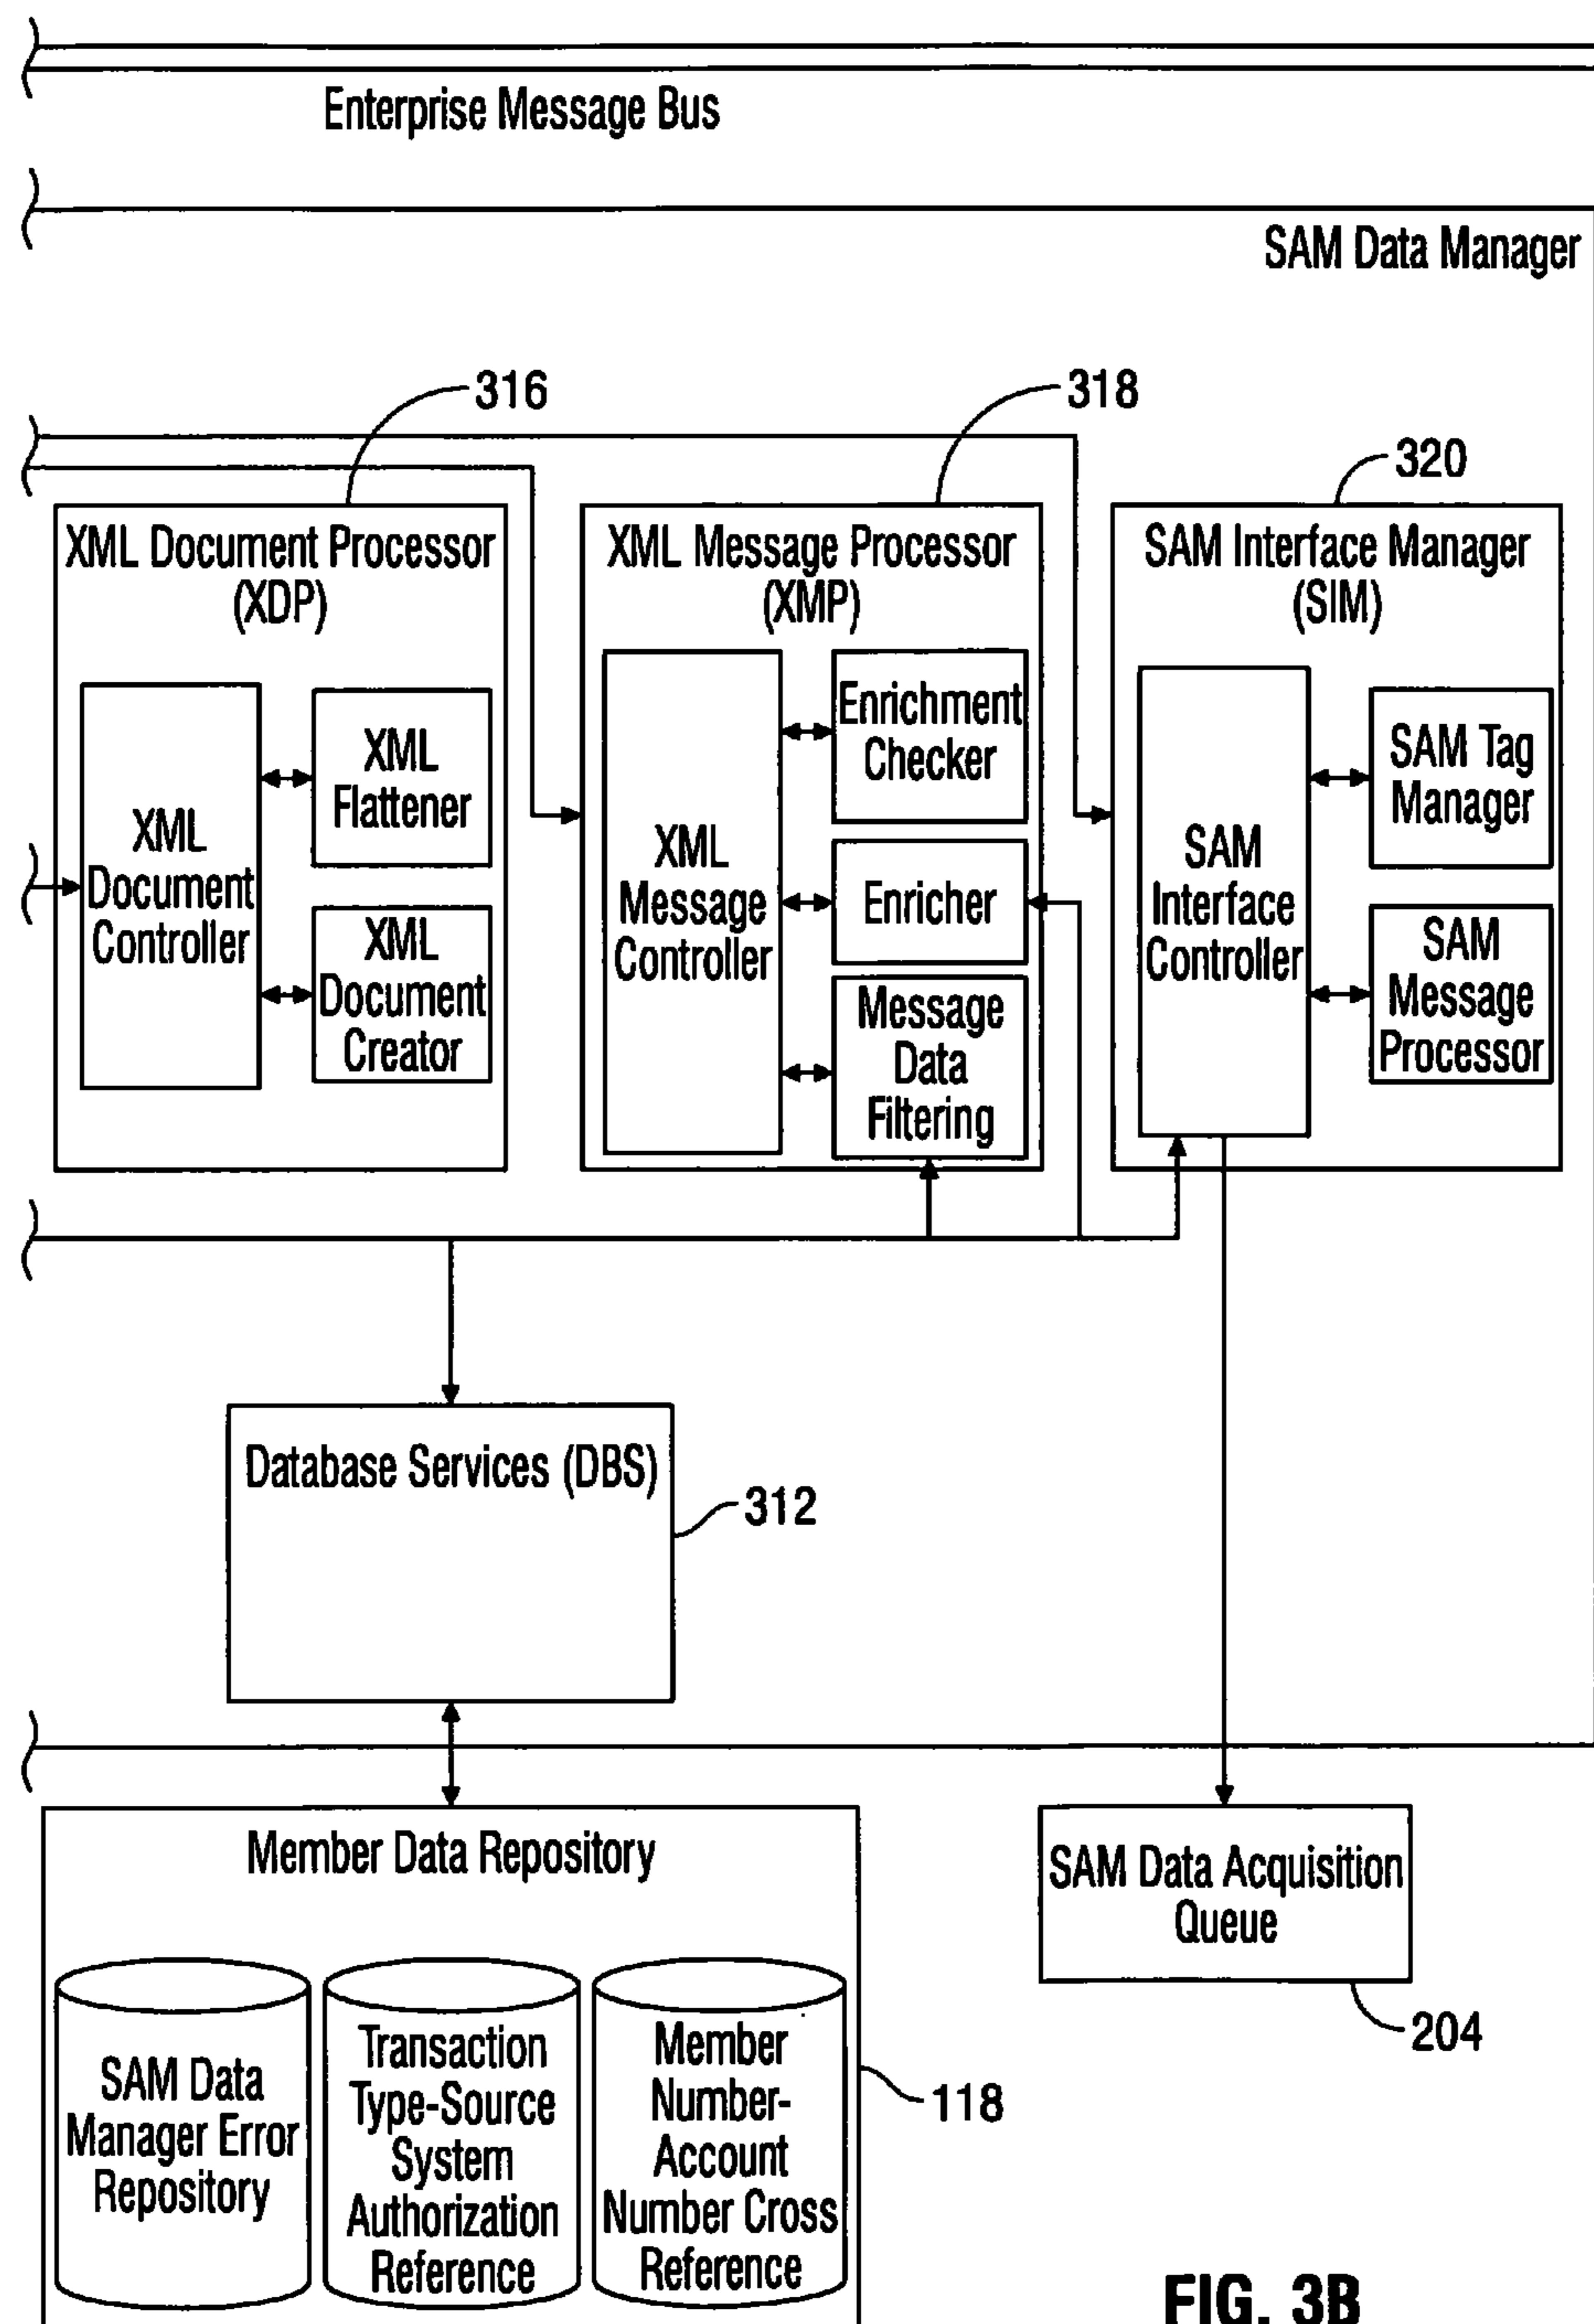 Enterprise Message Bus
SAM Data Manager
316
318
320
XML Document Processor
(XDP)
XML
Document
Controller
XML
Flattener
XML
Document
Creator
XML Message Processor
(XMP)
XML
Message
Controller
Enrichment
Checker
Enricher
Message
Data
Filtering
SAM Interface Manager
(SIM)
SAM
Interface
Controller
SAM Tag
Manager
SAM
Message
Processor
Database Services (DBS)
312
Member Data Repository
SAM Data
Manager Error
Repository
Transaction
Type-Source
System
Authorization
Reference
Member
Number-
Account
Number Cross
Reference
118
SAM Data Acquisition
Queue
204
FIG. 3B